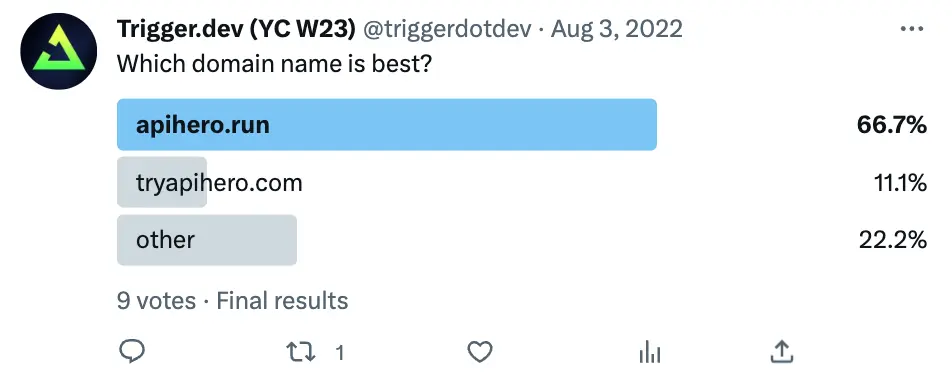 Trigger.dev (YC W23) @triggerdotdev · Aug 3, 2022
Which domain name is best?
apihero.run 66.7%
tryapihero.com 11.1%
other 22.2%
9 votes · Final results
1